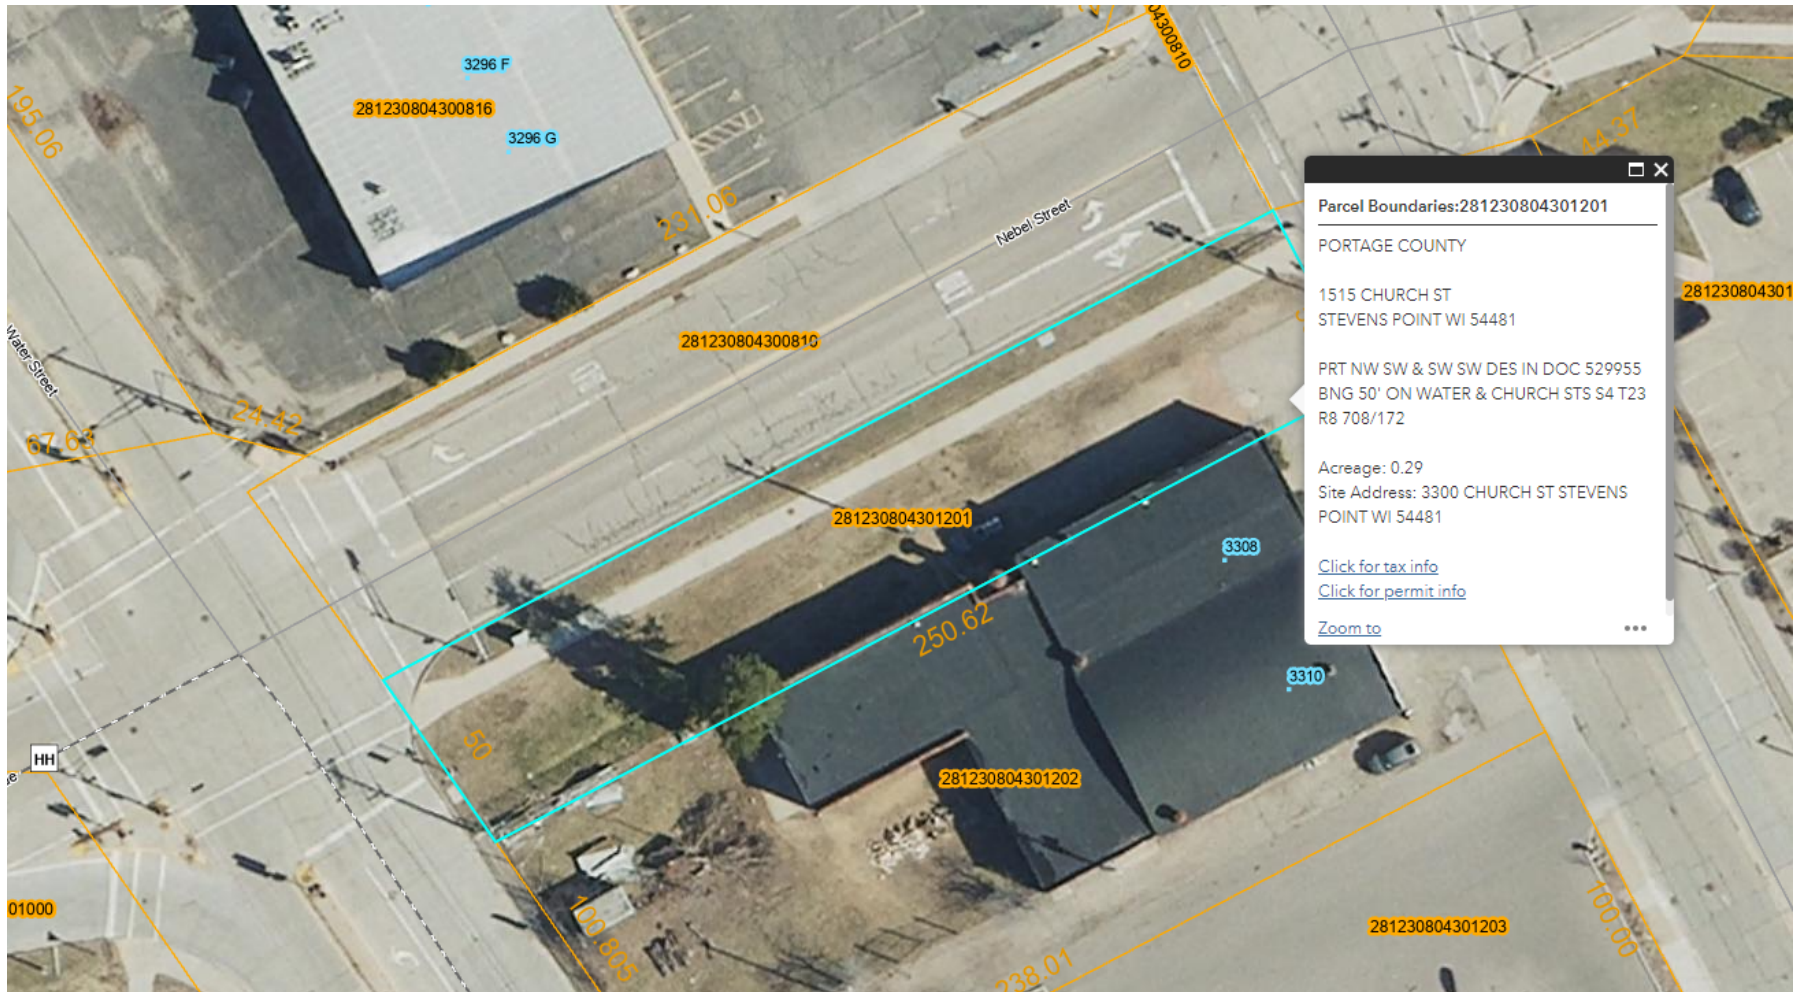 04300810
3296 F
281230804300816
3296 G
195.06
231.06
44.37
Nebel Street
Parcel Boundaries:281230804301201
PORTAGE COUNTY
1515 CHURCH ST
STEVENS POINT WI 54481
PRT NW SW & SW SW DES IN DOC 529955
BNG 50' ON WATER & CHURCH STS S4 T23
R8 708/172
Acreage: 0.29
Site Address: 3300 CHURCH ST STEVENS
POINT WI 54481
Click for tax info
Click for permit info
Zoom to
281230804301
281230804300810
Water Street
24.42
67.63
281230804301201
3308
250.62
3310
50
HH
281230804301202
01000
100.805
281230804301203
100.00
238.01